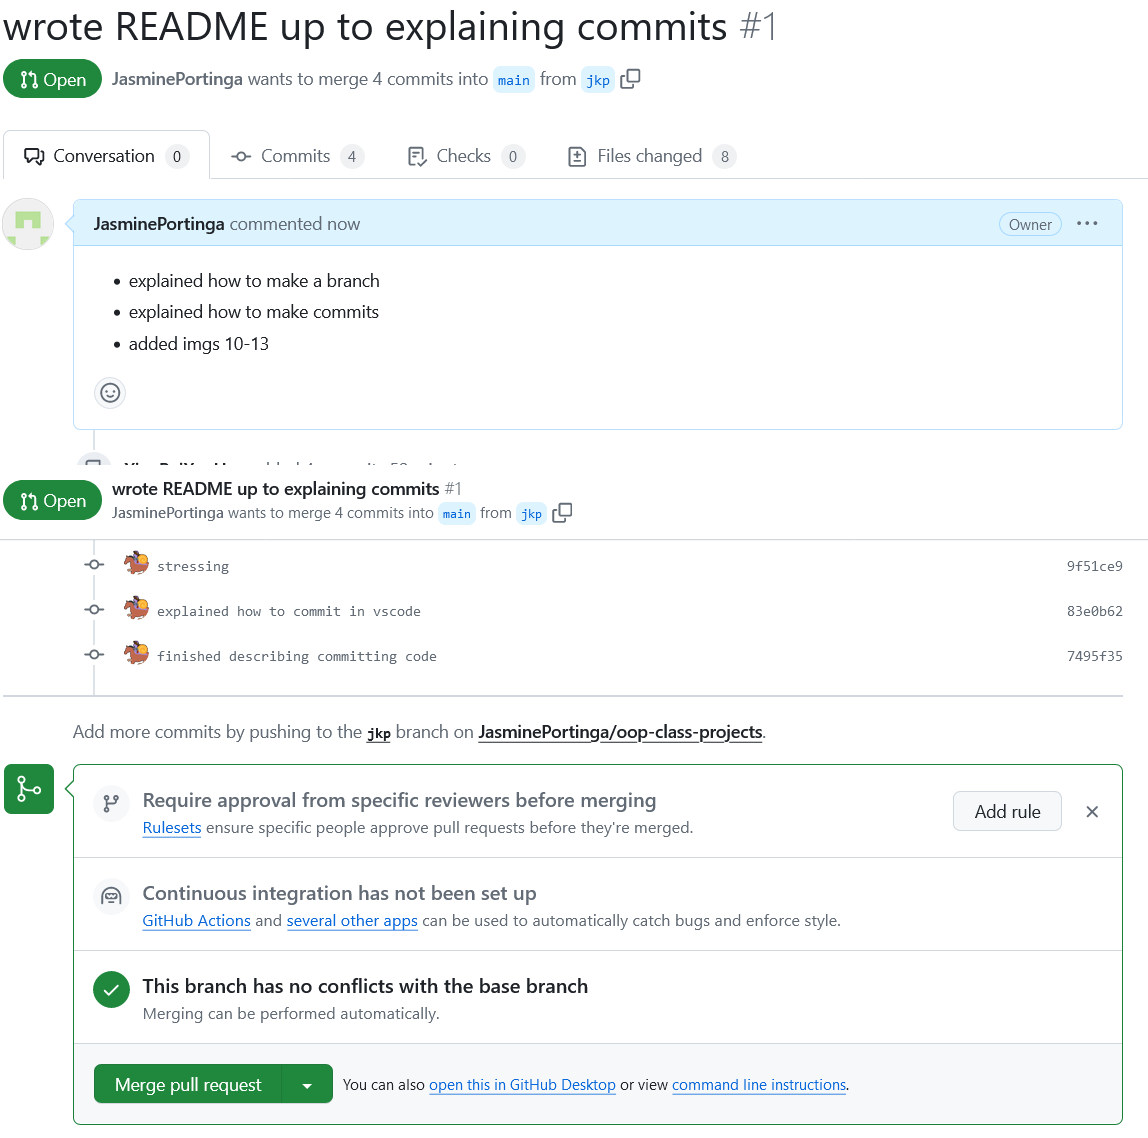 wrote README up to explaining commits #1
Open JasminePortinga wants to merge 4 commits into main from jkp
Conversation 0 Commits 4 Checks 0 Files changed 8
JasminePortinga commented now Owner
• explained how to make a branch
• explained how to make commits
• added imgs 10-13
Open wrote README up to explaining commits #1
JasminePortinga wants to merge 4 commits into main from jkp
stressing 9f51ce9
explained how to commit in vscode 83e0b62
finished describing committing code 7495f35
Add more commits by pushing to the jkp branch on JasminePortinga/oop-class-projects.
Require approval from specific reviewers before merging
Rulesets ensure specific people approve pull requests before they're merged.
Add rule
Continuous integration has not been set up
GitHub Actions and several other apps can be used to automatically catch bugs and enforce style.
This branch has no conflicts with the base branch
Merging can be performed automatically.
Merge pull request You can also open this in GitHub Desktop or view command line instructions.